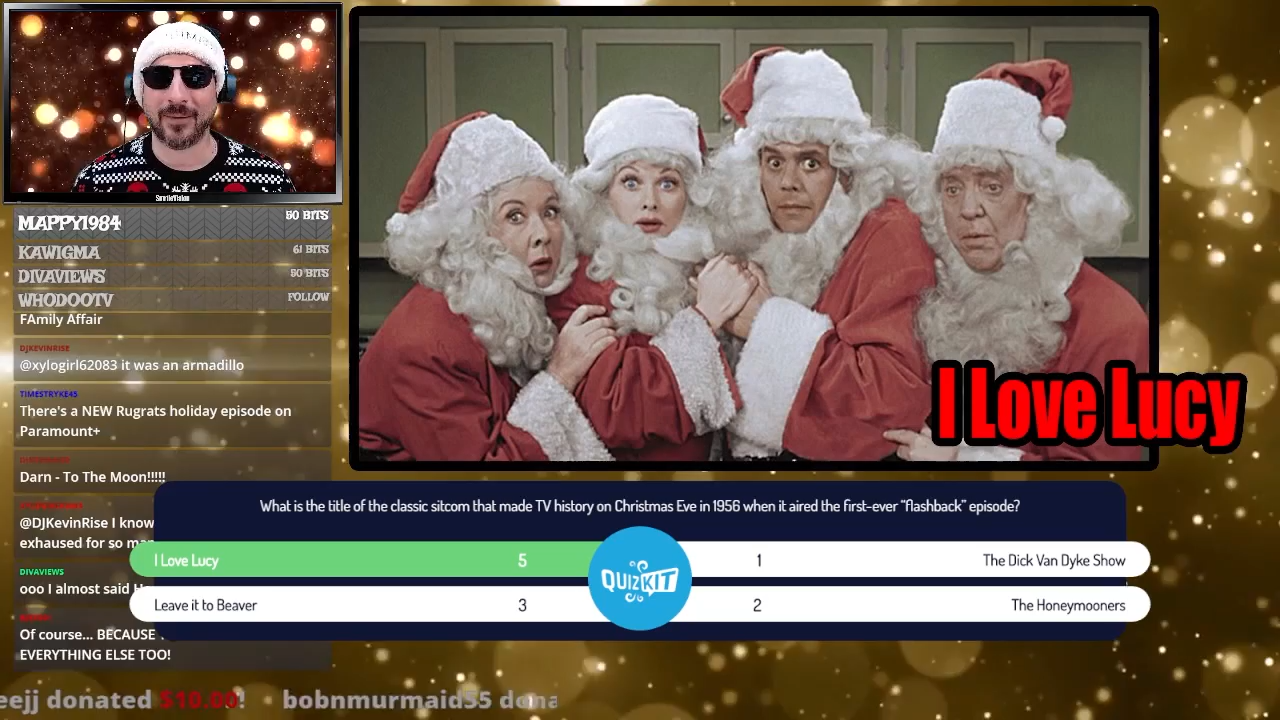 SmrtieVision
MAPPY1984 50 BITS
KAWIGMA 61 BITS
DIVAVIEWS 50 BITS
WHODOOTV FOLLOW
FAmily Affair
DJKEVINRISE
@xylogirl62083 it was an armadillo
TIMESTRYKE45
There's a NEW Rugrats holiday episode on
Paramount+
Darn - To The Moon!!!!!
@DJKevinRise I know
exhaused for so
DIVAVIEWS
ooo I almost said
Of course... BECAUSE
EVERYTHING ELSE TOO!
I Love Lucy
What is the title of the classic sitcom that made TV history on Christmas Eve in 1956 when it aired the first-ever “flashback” episode?
I Love Lucy 5
1 The Dick Van Dyke Show
Leave it to Beaver 3
2 The Honeymooners
QUIZKIT
eejj donated $10.00! bobnmurmaid55 dona